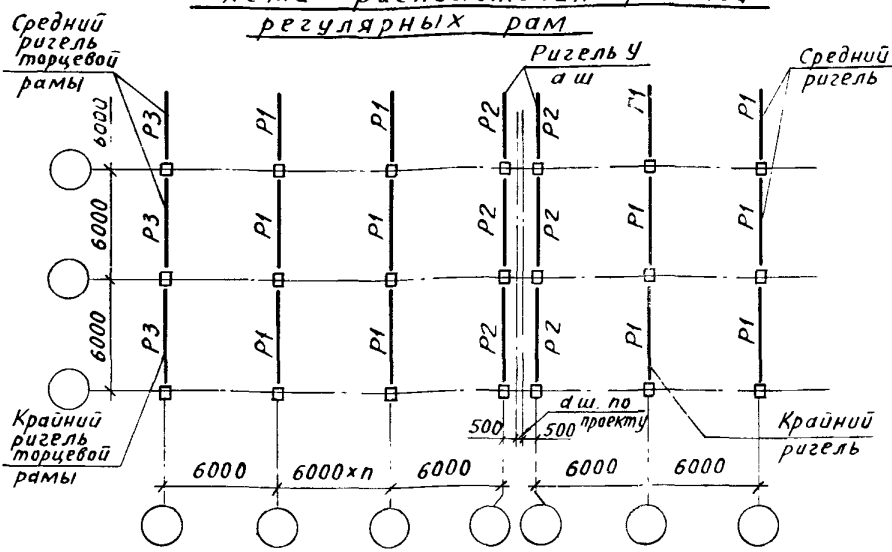 регулярных рам
Средний
ригель
торцевой
рамы
Ригель у
а ш
Средний
ригель
6000
Р3
Р1
Р1
Р2
Р2
Р1
6000
Р3
Р1
Р1
Р2
Р2
Р1
Р1
6000
Р3
Р1
Р1
Р2
Р2
Р1
Р1
Крайний
ригель
торцевой
рамы
500
500
а ш. по
проекту
Крайний
ригель
6000
6000хп
6000
6000
6000